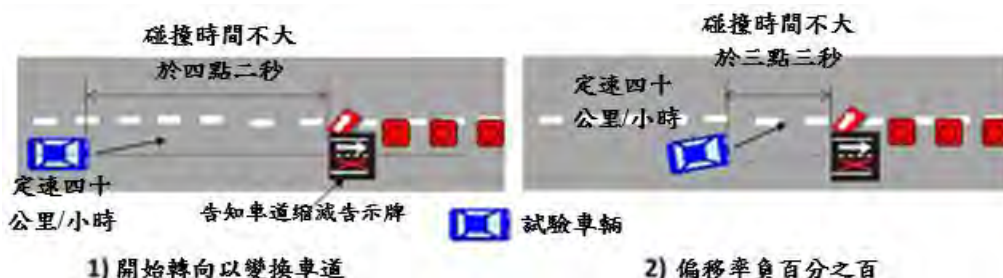 碰撞時間不大
於四點二秒
定速四十
公里/小時
告知車道縮減告示牌
1) 開始轉向以變換車道
碰撞時間不大
於三點三秒
定速四十
公里/小時
試驗車輛
2) 偏移率負百分之百